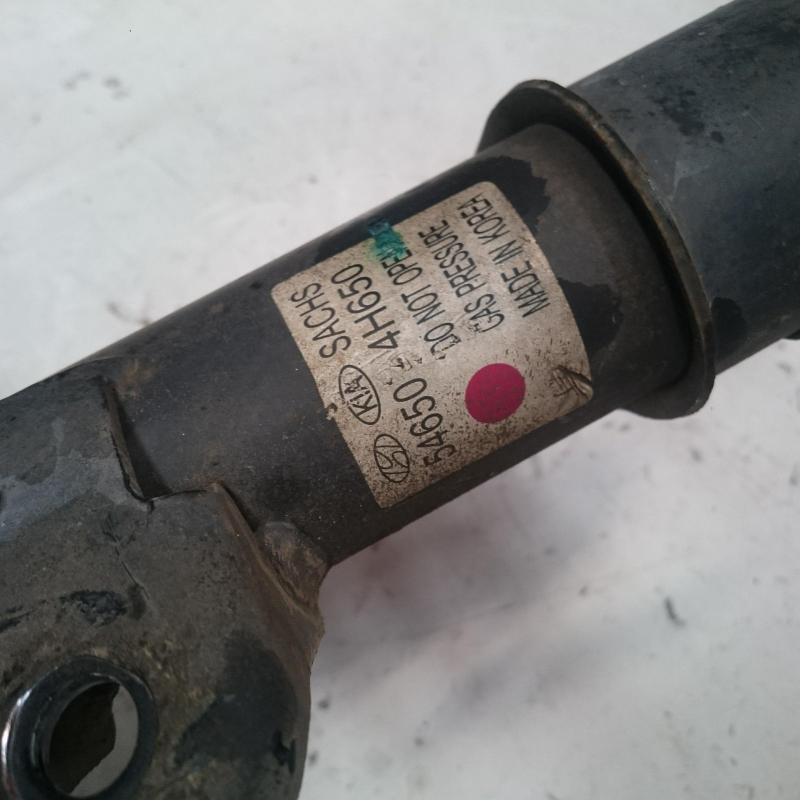 KIA SACHS
54650 4H650
DO NOT OPEN
GAS PRESSURE
MADE IN KOREA